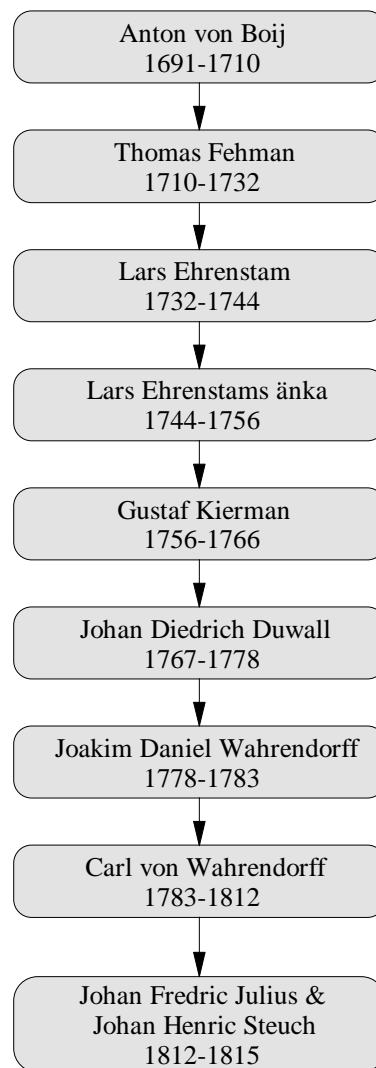 Anton von Boij
1691-1710
Thomas Fehman
1710-1732
Lars Ehrenstam
1732-1744
Lars Ehrenstams änka
1744-1756
Gustaf Kierman
1756-1766
Johan Diedrich Duwall
1767-1778
Joakim Daniel Wahrendorff
1778-1783
Carl von Wahrendorff
1783-1812
Johan Fredric Julius &
Johan Henric Steuch
1812-1815